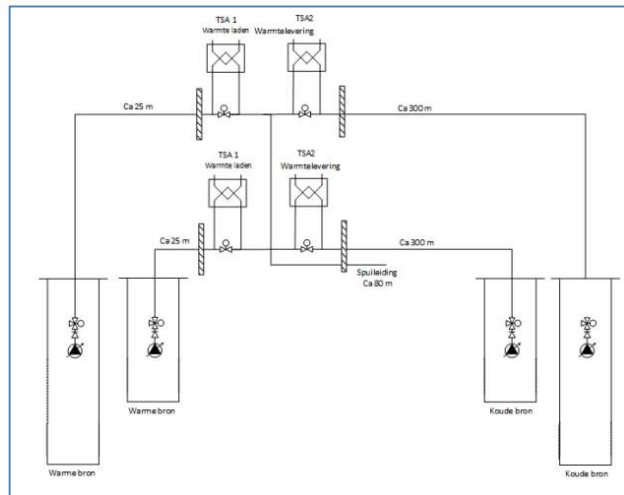 TSA 1
Warmte laden
TSA2
Warmtelevering
Ca 25 m
Ca 300 m
TSA 1
Warmte laden
TSA2
Warmtelevering
Ca 25 m
Ca 300 m
Spuileiding
Ca 80 m
Warme bron
Koude bron
Warme bron
Koude bron